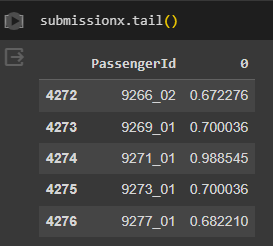 submissionx.tail()
PassengerId 0
4272 9266_02 0.672276
4273 9269_01 0.700036
4274 9271_01 0.988545
4275 9273_01 0.700036
4276 9277_01 0.682210